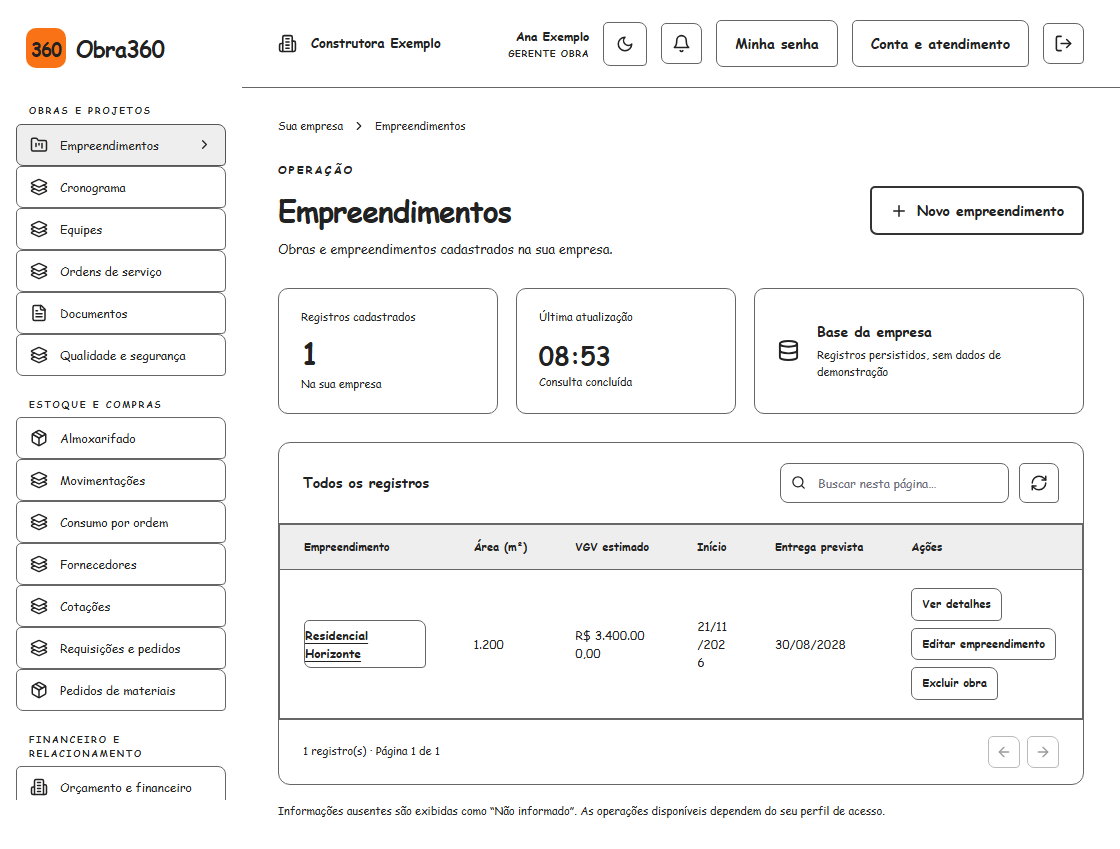 360 Obra360
Construtora Exemplo
Ana Exemplo
GERENTE OBRA
Minha senha
Conta e atendimento
OBRAS E PROJETOS
Empreendimentos
Cronograma
Equipes
Ordens de serviço
Documentos
Qualidade e segurança
ESTOQUE E COMPRAS
Almoxarifado
Movimentações
Consumo por ordem
Fornecedores
Cotações
Requisições e pedidos
Pedidos de materiais
FINANCEIRO E
RELACIONAMENTO
Orçamento e financeiro
Sua empresa
Empreendimentos
OPERAÇÃO
Empreendimentos
Obras e empreendimentos cadastrados na sua empresa.
Novo empreendimento
Registros cadastrados
1
Na sua empresa
Última atualização
08:53
Consulta concluída
Base da empresa
Registros persistidos, sem dados de
demonstração
Todos os registros
Buscar nesta página...
Empreendimento Área (m²) VGV estimado Início Entrega prevista Ações
Residencial
Horizonte
1.200
R$ 3.400.00
0,00
21/11
/202
6
30/08/2028
Ver detalhes
Editar empreendimento
Excluir obra
1 registro(s) · Página 1 de 1
Informações ausentes são exibidas como “Não informado”. As operações disponíveis dependem do seu perfil de acesso.